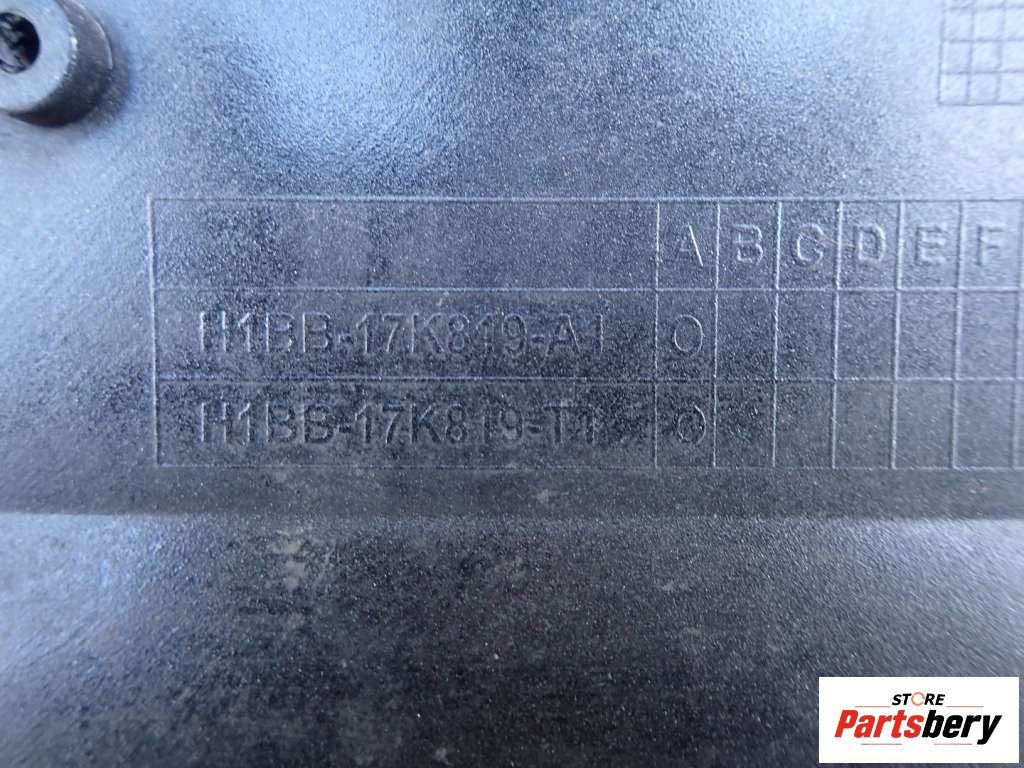 A B C D E F
H1BB-17K819-A1 O
H1BB-17K819-T1 O
STORE
Partsbery